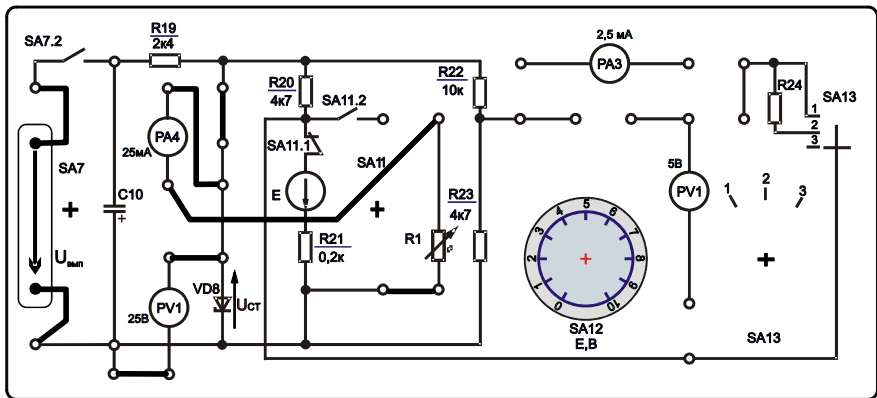 SA7.2
R19
2к4
2,5 мА
PA3
R20
4к7
SA11.2
R22
10к
R24
SA13
1
2
3
PA4
25мА
SA11.1
SA11
5В
PV1
1
2
3
SA7
C10
+
+
E
R23
4к7
+
+
Uвып
R21
0,2к
R1
0
1
2
3
4
5
6
7
8
9
10
+
VD8
UСТ
PV1
25В
SA12
Е,В
SA13